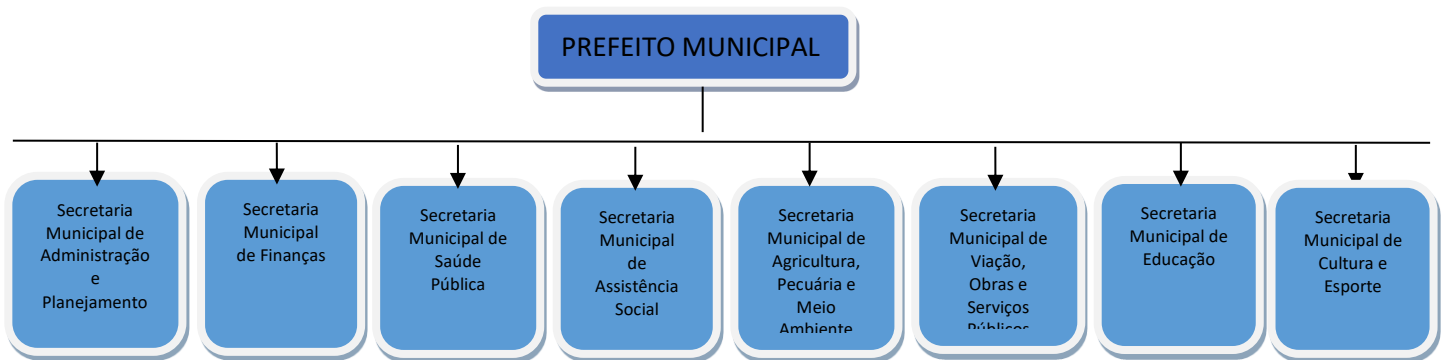 PREFEITO MUNICIPAL
Secretaria
Municipal de
Administração
e
Planejamento
Secretaria
Municipal
de Finanças
Secretaria
Municipal de
Saúde
Pública
Secretaria
Municipal
de
Assistência
Social
Secretaria
Municipal de
Agricultura,
Pecuária e
Meio
Ambiente
Secretaria
Municipal de
Viação,
Obras e
Serviços
Públicos
Secretaria
Municipal de
Educação
Secretaria
Municipal de
Cultura e
Esporte